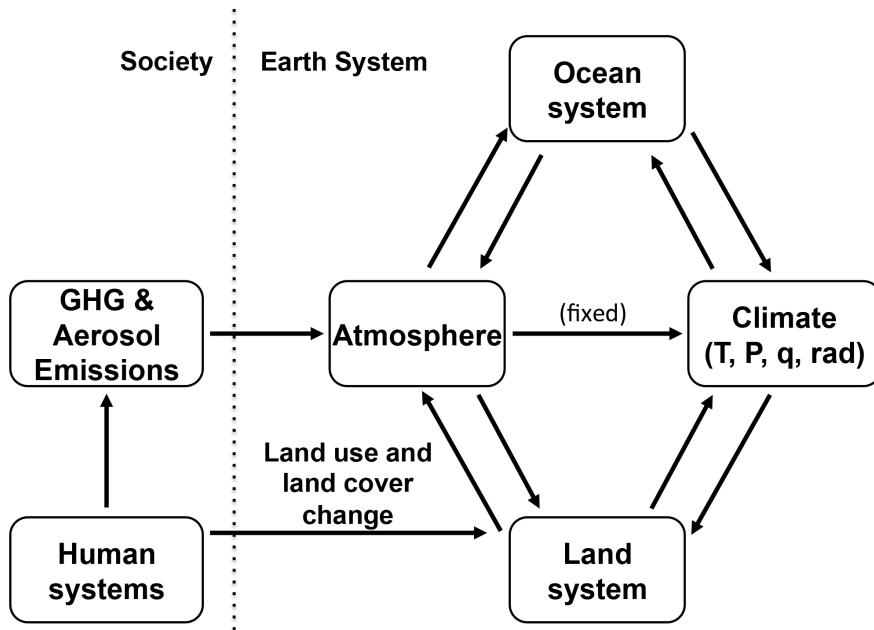 Society
Earth System
Ocean
system
GHG &
Aerosol
Emissions
Atmosphere
(fixed)
Climate
(T, P, q, rad)
Land use and
land cover
change
Human
systems
Land
system